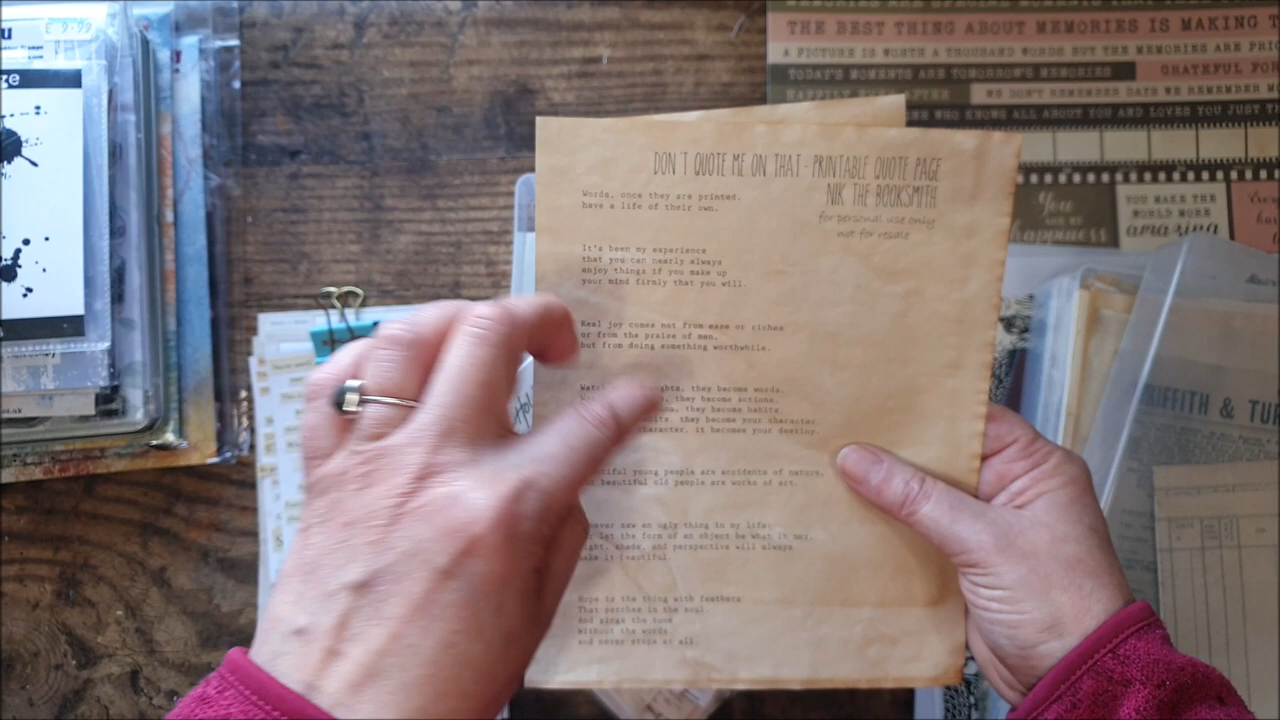 £9.99
THE BEST THING ABOUT MEMORIES IS MAKING
A PICTURE IS WORTH A THOUSAND WORDS BUT THE MEMORIES ARE
TODAY'S MOMENTS ARE TOMORROW'S MEMORIES
GRATEFUL FOR
WE DON'T REMEMBER DAYS WE REMEMBER
WHO KNOWS ALL ABOUT YOU AND LOVES YOU JUST
You
happiness
YOU MAKE THE
WORLD MORE
amazing
DON'T QUOTE ME ON THAT - PRINTABLE QUOTE PAGE
NIK THE BOOKSMITH
for personal use only
not for resale
Words, once they are printed,
have a life of their own.
It's been my experience
that you can nearly always
enjoy things if you make up
your mind firmly that you will.
Real joy comes not from ease or riches
or from the praise of men,
but from doing something worthwhile.
they become words.
they become actions.
they become habits.
they become your character.
character, it becomes your destiny.
young people are accidents of nature,
beautiful old people are works of art.
never saw an ugly thing in my life:
let the form of an object be what it may,
shade, and perspective will always
make it beautiful.
Hope is the thing with feathers
That perches in the soul.
And sings the tune
Without the words
and never stops at all.
GRIFFITH &